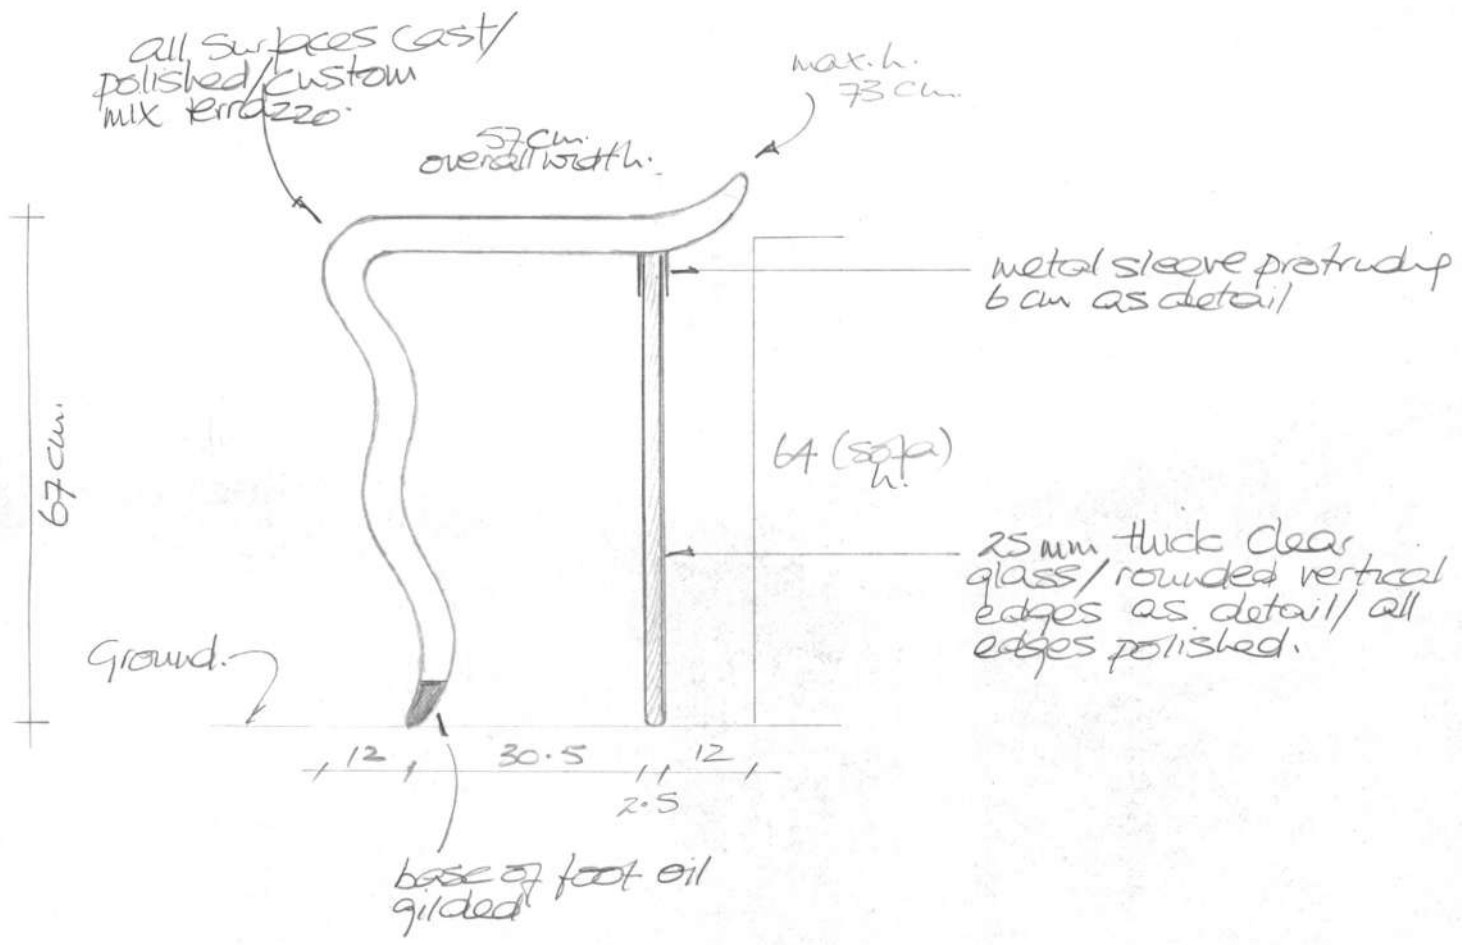 all surfaces cast/
polished/custom
mix terrazzo.
max. h.
73 cm.
57 cm.
overall width.
metal sleeve protruding
6 cm as detail
67 cm.
64 (sofa)
h.
25 mm thick clear
glass/rounded vertical
edges as detail/all
edges polished.
Ground.
12
30.5
12
2.5
base of foot oil
gilded